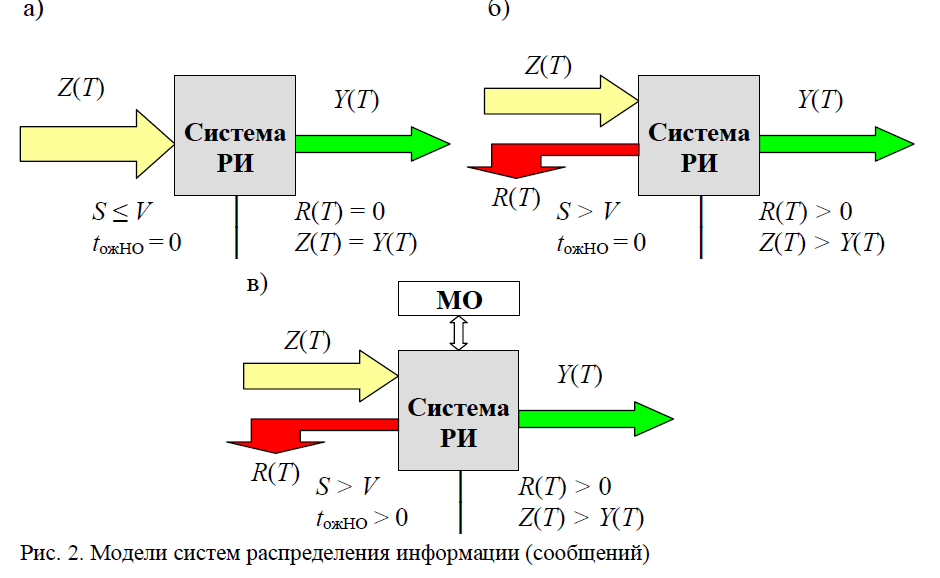 а)
б)
Z(T)
Y(T)
Система
РИ
S ≤ V
tожНО = 0
R(T) = 0
Z(T) = Y(T)
Z(T)
Y(T)
Система
РИ
R(T)
S > V
tожНО = 0
R(T) > 0
Z(T) > Y(T)
в)
МО
Z(T)
Y(T)
Система
РИ
R(T)
S > V
tожНО > 0
R(T) > 0
Z(T) > Y(T)
Рис. 2. Модели систем распределения информации (сообщений)